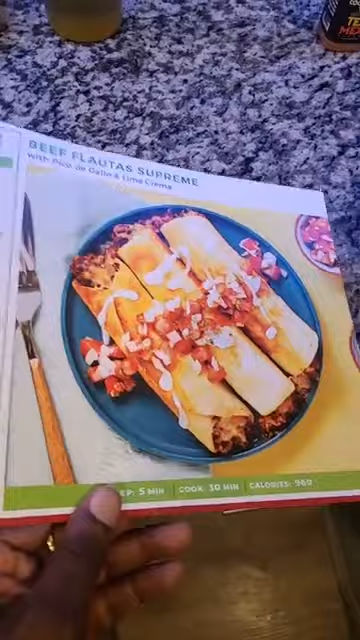 BEEF FLAUTAS SUPREME
with Pico de Gallo & Lime Crema
EP: 5 MIN | COOK: 30 MIN | CALORIES: 960